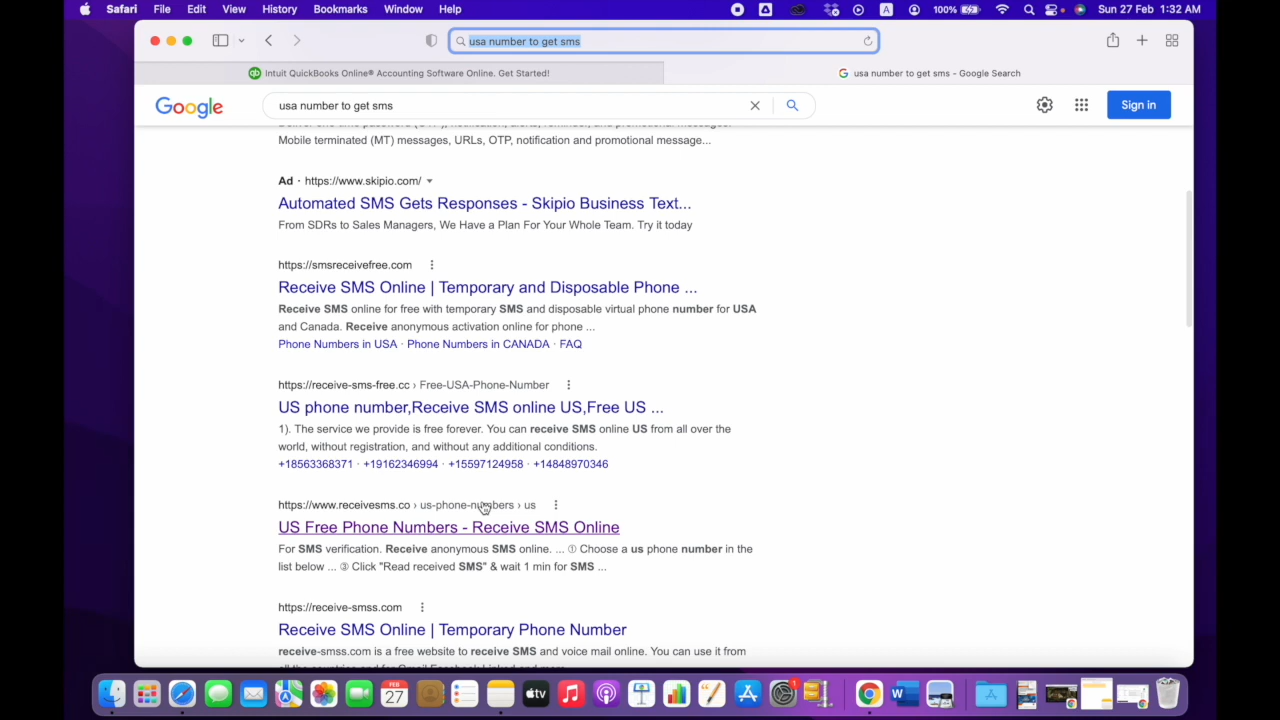 Safari File Edit View History Bookmarks Window Help A 100% Sun 27 Feb 1:32 AM
usa number to get sms
qb Intuit QuickBooks Online® Accounting Software Online. Get Started!
G usa number to get sms - Google Search
Google usa number to get sms Sign in
Mobile terminated (MT) messages, URLs, OTP, notification and promotional message...
Ad · https://www.skipio.com/
Automated SMS Gets Responses - Skipio Business Text...
From SDRs to Sales Managers, We Have a Plan For Your Whole Team. Try it today
https://smsreceivefree.com
Receive SMS Online | Temporary and Disposable Phone ...
Receive SMS online for free with temporary SMS and disposable virtual phone number for USA
and Canada. Receive anonymous activation online for phone ...
Phone Numbers in USA · Phone Numbers in CANADA · FAQ
https://receive-sms-free.cc › Free-USA-Phone-Number
US phone number,Receive SMS online US,Free US ...
1). The service we provide is free forever. You can receive SMS online US from all over the
world, without registration, and without any additional conditions.
+18563368371 · +19162346994 · +15597124958 · +14848970346
https://www.receivesms.co › us-phone-numbers › us
US Free Phone Numbers - Receive SMS Online
For SMS verification. Receive anonymous SMS online. ... ① Choose a us phone number in the
list below ... ③ Click "Read received SMS" & wait 1 min for SMS ...
https://receive-smss.com
Receive SMS Online | Temporary Phone Number
receive-smss.com is a free website to receive SMS and voice mail online. You can use it from
FEB
27
tv
1
W